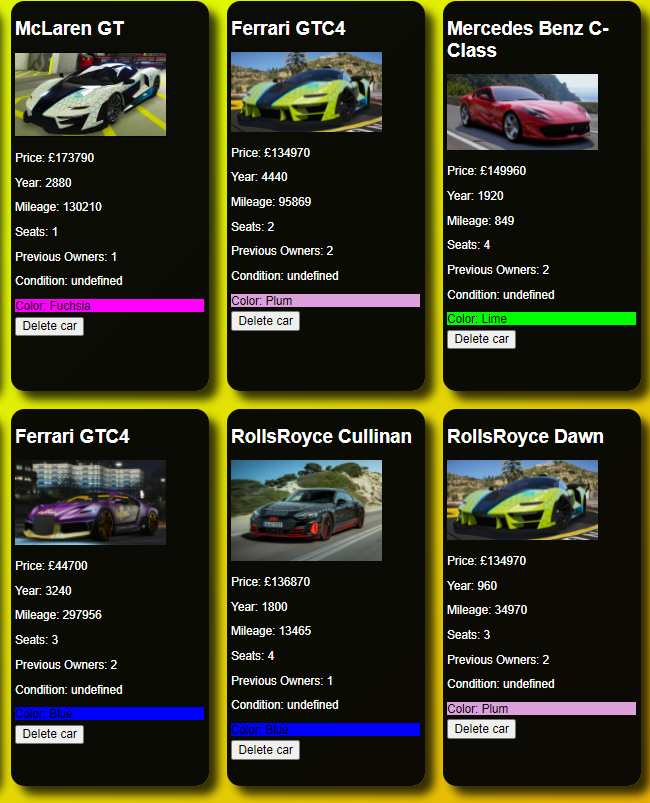 McLaren GT
Price: £173790
Year: 2880
Mileage: 130210
Seats: 1
Previous Owners: 1
Condition: undefined
Color: Fuchsia
Delete car
Ferrari GTC4
Price: £134970
Year: 4440
Mileage: 95869
Seats: 2
Previous Owners: 2
Condition: undefined
Color: Plum
Delete car
Mercedes Benz C-
Class
Price: £149960
Year: 1920
Mileage: 849
Seats: 4
Previous Owners: 2
Condition: undefined
Color: Lime
Delete car
Ferrari GTC4
Price: £44700
Year: 3240
Mileage: 297956
Seats: 3
Previous Owners: 2
Condition: undefined
Color: Blue
Delete car
RollsRoyce Cullinan
Price: £136870
Year: 1800
Mileage: 13465
Seats: 4
Previous Owners: 1
Condition: undefined
Color: Blue
Delete car
RollsRoyce Dawn
Price: £134970
Year: 960
Mileage: 34970
Seats: 3
Previous Owners: 2
Condition: undefined
Color: Plum
Delete car